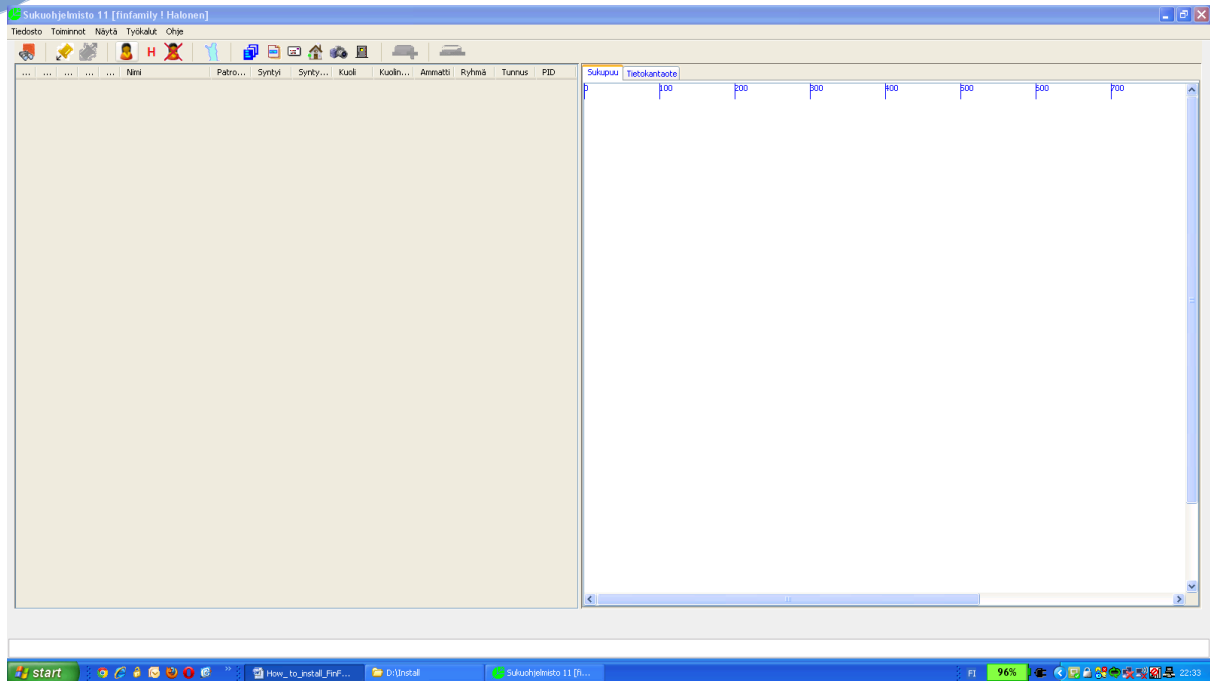 Sukuohjelmisto 11 [finfamily ! Halonen]
Tiedosto Toiminnot Näytä Työkalut Ohje
H
... ... ... ... ... Nimi Patro... Syntyi Synty... Kuoli Kuolin... Ammatti Ryhmä Tunnus PID
Sukupuu Tietokantaote
0 100 200 300 400 500 600 700
start How_to_install_FinF... D:\Install Sukuohjelmisto 11 [fi... FI 96% 22:33